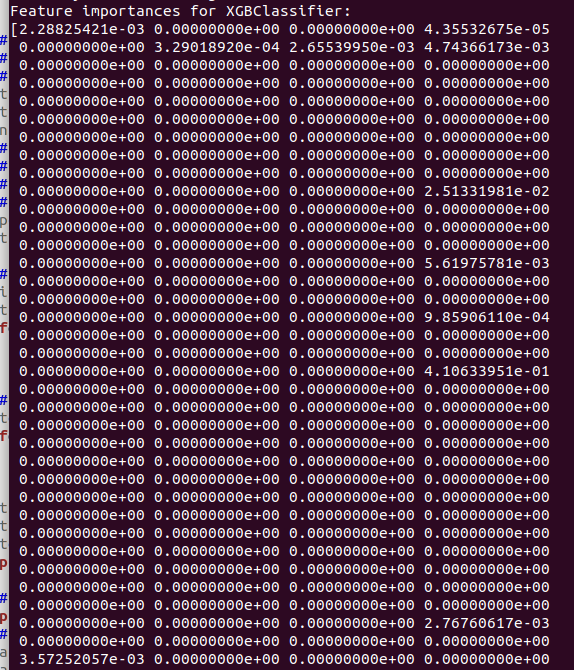 Feature importances for XGBClassifier:
[2.28825421e-03 0.00000000e+00 0.00000000e+00 4.35532675e-05
0.00000000e+00 3.29018920e-04 2.65539950e-03 4.74366173e-03
0.00000000e+00 0.00000000e+00 0.00000000e+00 0.00000000e+00
0.00000000e+00 0.00000000e+00 0.00000000e+00 0.00000000e+00
0.00000000e+00 0.00000000e+00 0.00000000e+00 0.00000000e+00
0.00000000e+00 0.00000000e+00 0.00000000e+00 0.00000000e+00
0.00000000e+00 0.00000000e+00 0.00000000e+00 0.00000000e+00
0.00000000e+00 0.00000000e+00 0.00000000e+00 0.00000000e+00
0.00000000e+00 0.00000000e+00 0.00000000e+00 0.00000000e+00
0.00000000e+00 0.00000000e+00 0.00000000e+00 2.51331981e-02
0.00000000e+00 0.00000000e+00 0.00000000e+00 0.00000000e+00
0.00000000e+00 0.00000000e+00 0.00000000e+00 0.00000000e+00
0.00000000e+00 0.00000000e+00 0.00000000e+00 0.00000000e+00
0.00000000e+00 0.00000000e+00 0.00000000e+00 5.61975781e-03
0.00000000e+00 0.00000000e+00 0.00000000e+00 0.00000000e+00
0.00000000e+00 0.00000000e+00 0.00000000e+00 0.00000000e+00
0.00000000e+00 0.00000000e+00 0.00000000e+00 9.85906110e-04
0.00000000e+00 0.00000000e+00 0.00000000e+00 0.00000000e+00
0.00000000e+00 0.00000000e+00 0.00000000e+00 0.00000000e+00
0.00000000e+00 0.00000000e+00 0.00000000e+00 4.10633951e-01
0.00000000e+00 0.00000000e+00 0.00000000e+00 0.00000000e+00
0.00000000e+00 0.00000000e+00 0.00000000e+00 0.00000000e+00
0.00000000e+00 0.00000000e+00 0.00000000e+00 0.00000000e+00
0.00000000e+00 0.00000000e+00 0.00000000e+00 0.00000000e+00
0.00000000e+00 0.00000000e+00 0.00000000e+00 0.00000000e+00
0.00000000e+00 0.00000000e+00 0.00000000e+00 0.00000000e+00
0.00000000e+00 0.00000000e+00 0.00000000e+00 0.00000000e+00
0.00000000e+00 0.00000000e+00 0.00000000e+00 0.00000000e+00
0.00000000e+00 0.00000000e+00 0.00000000e+00 0.00000000e+00
0.00000000e+00 0.00000000e+00 0.00000000e+00 0.00000000e+00
0.00000000e+00 0.00000000e+00 0.00000000e+00 0.00000000e+00
0.00000000e+00 0.00000000e+00 0.00000000e+00 0.00000000e+00
0.00000000e+00 0.00000000e+00 0.00000000e+00 0.00000000e+00
0.00000000e+00 0.00000000e+00 0.00000000e+00 2.76760617e-03
0.00000000e+00 0.00000000e+00 0.00000000e+00 0.00000000e+00
3.57252057e-03 0.00000000e+00 0.00000000e+00 0.00000000e+00